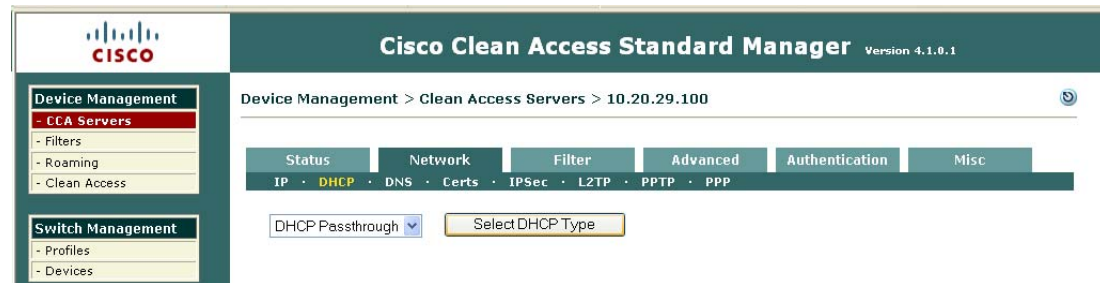 CISCO
Cisco Clean Access Standard Manager Version 4.1.0.1
Device Management
- CCA Servers
- Filters
- Roaming
- Clean Access
Switch Management
- Profiles
- Devices
Device Management > Clean Access Servers > 10.20.29.100
Status Network Filter Advanced Authentication Misc
IP · DHCP · DNS · Certs · IPSec · L2TP · PPTP · PPP
DHCP Passthrough Select DHCP Type